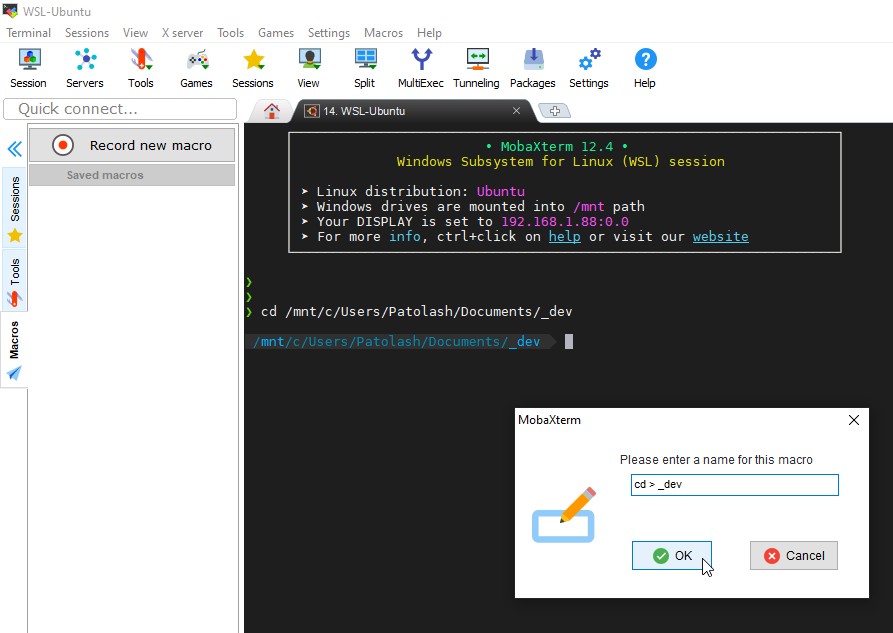 WSL-Ubuntu
Terminal Sessions View X server Tools Games Settings Macros Help
Session Servers Tools Games Sessions View Split MultiExec Tunneling Packages Settings Help
Quick connect...
14. WSL-Ubuntu
Record new macro
Saved macros
Sessions
Tools
Macros
• MobaXterm 12.4 •
Windows Subsystem for Linux (WSL) session
➤ Linux distribution: Ubuntu
➤ Windows drives are mounted into /mnt path
➤ Your DISPLAY is set to 192.168.1.88:0.0
➤ For more info, ctrl+click on help or visit our website
❯
❯
❯ cd /mnt/c/Users/Patolash/Documents/_dev
/mnt/c/Users/Patolash/Documents/_dev
MobaXterm
Please enter a name for this macro
cd > _dev
OK Cancel